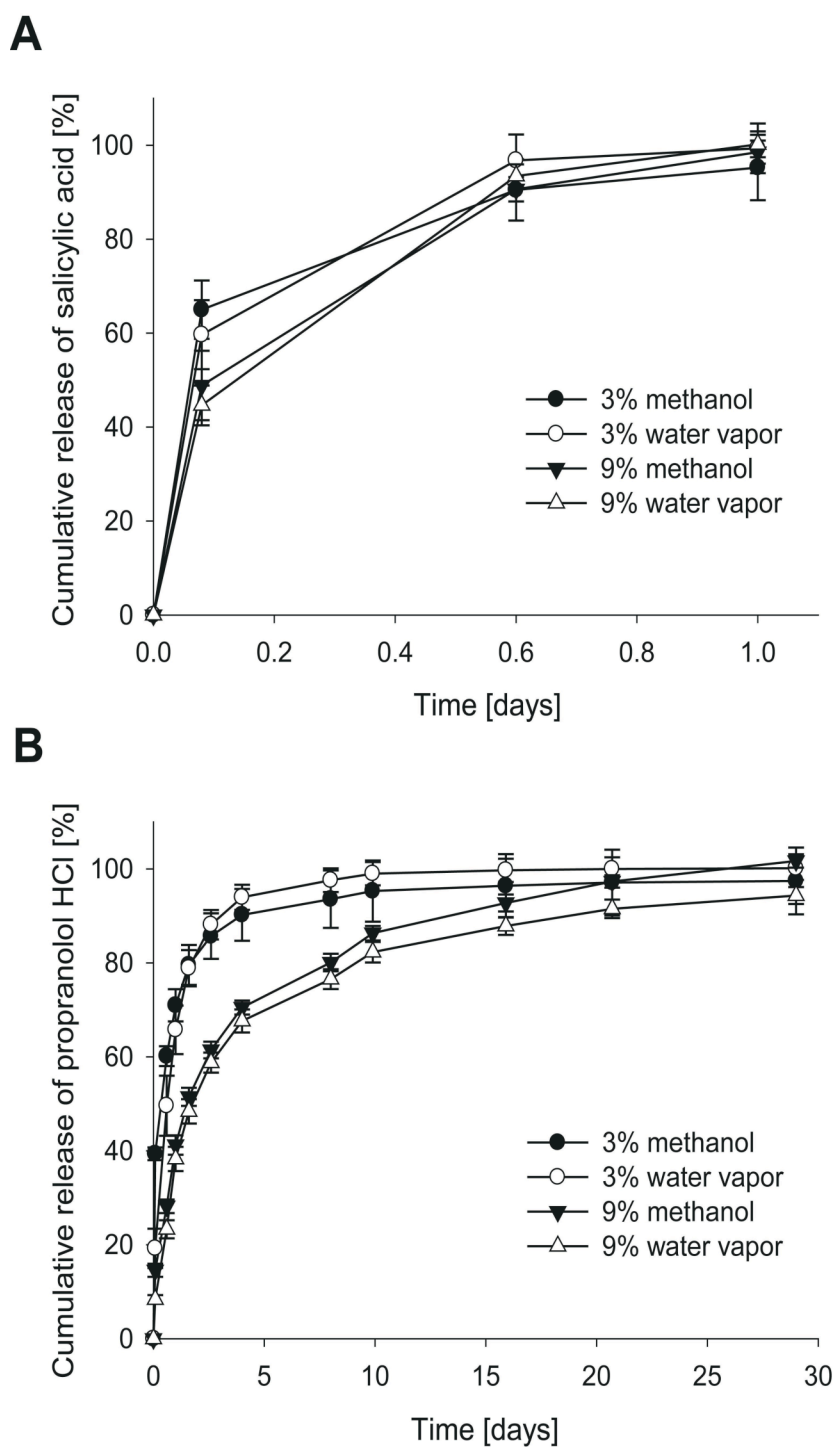 A
Cumulative release of salicylic acid [%]
100
80
60
40
20
0
3% methanol
3% water vapor
9% methanol
9% water vapor
0.0 0.2 0.4 0.6 0.8 1.0
Time [days]
B
Cumulative release of propranolol HCl [%]
100
80
60
40
20
0
3% methanol
3% water vapor
9% methanol
9% water vapor
0 5 10 15 20 25 30
Time [days]